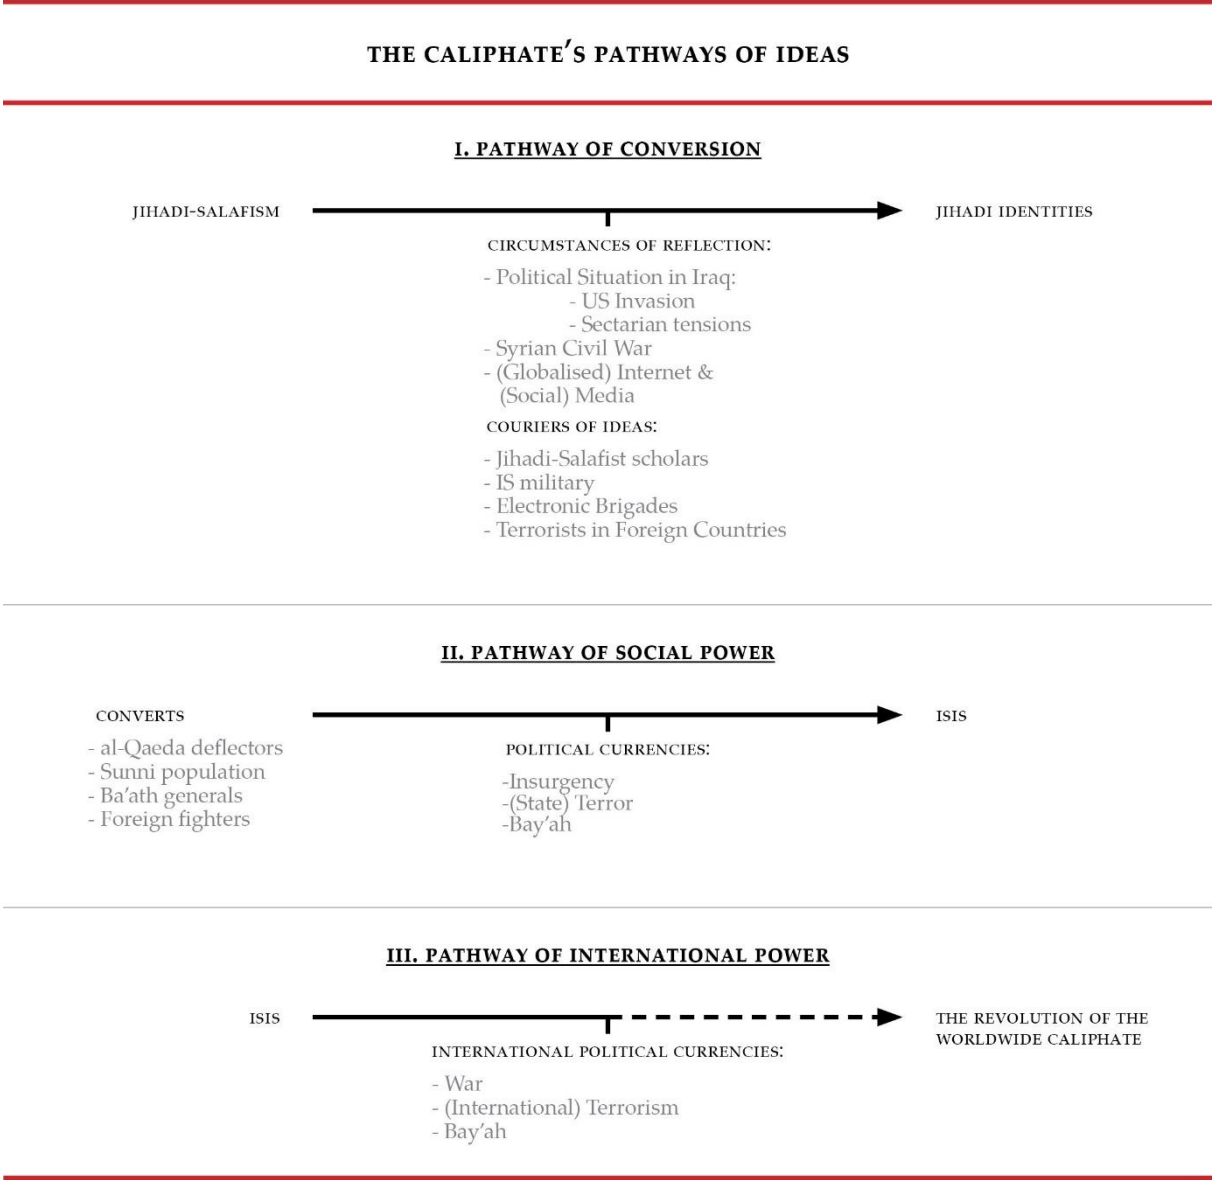 THE CALIPHATE'S PATHWAYS OF IDEAS
I. PATHWAY OF CONVERSION
JIHADI-SALAFISM
JIHADI IDENTITIES
CIRCUMSTANCES OF REFLECTION:
- Political Situation in Iraq:
- US Invasion
- Sectarian tensions
- Syrian Civil War
- (Globalised) Internet &
(Social) Media
COURIERS OF IDEAS:
- Jihadi-Salafist scholars
- IS military
- Electronic Brigades
- Terrorists in Foreign Countries
II. PATHWAY OF SOCIAL POWER
CONVERTS
- al-Qaeda deflectors
- Sunni population
- Ba'ath generals
- Foreign fighters
ISIS
POLITICAL CURRENCIES:
-Insurgency
-(State) Terror
-Bay'ah
III. PATHWAY OF INTERNATIONAL POWER
ISIS
THE REVOLUTION OF THE
WORLDWIDE CALIPHATE
INTERNATIONAL POLITICAL CURRENCIES:
- War
- (International) Terrorism
- Bay'ah